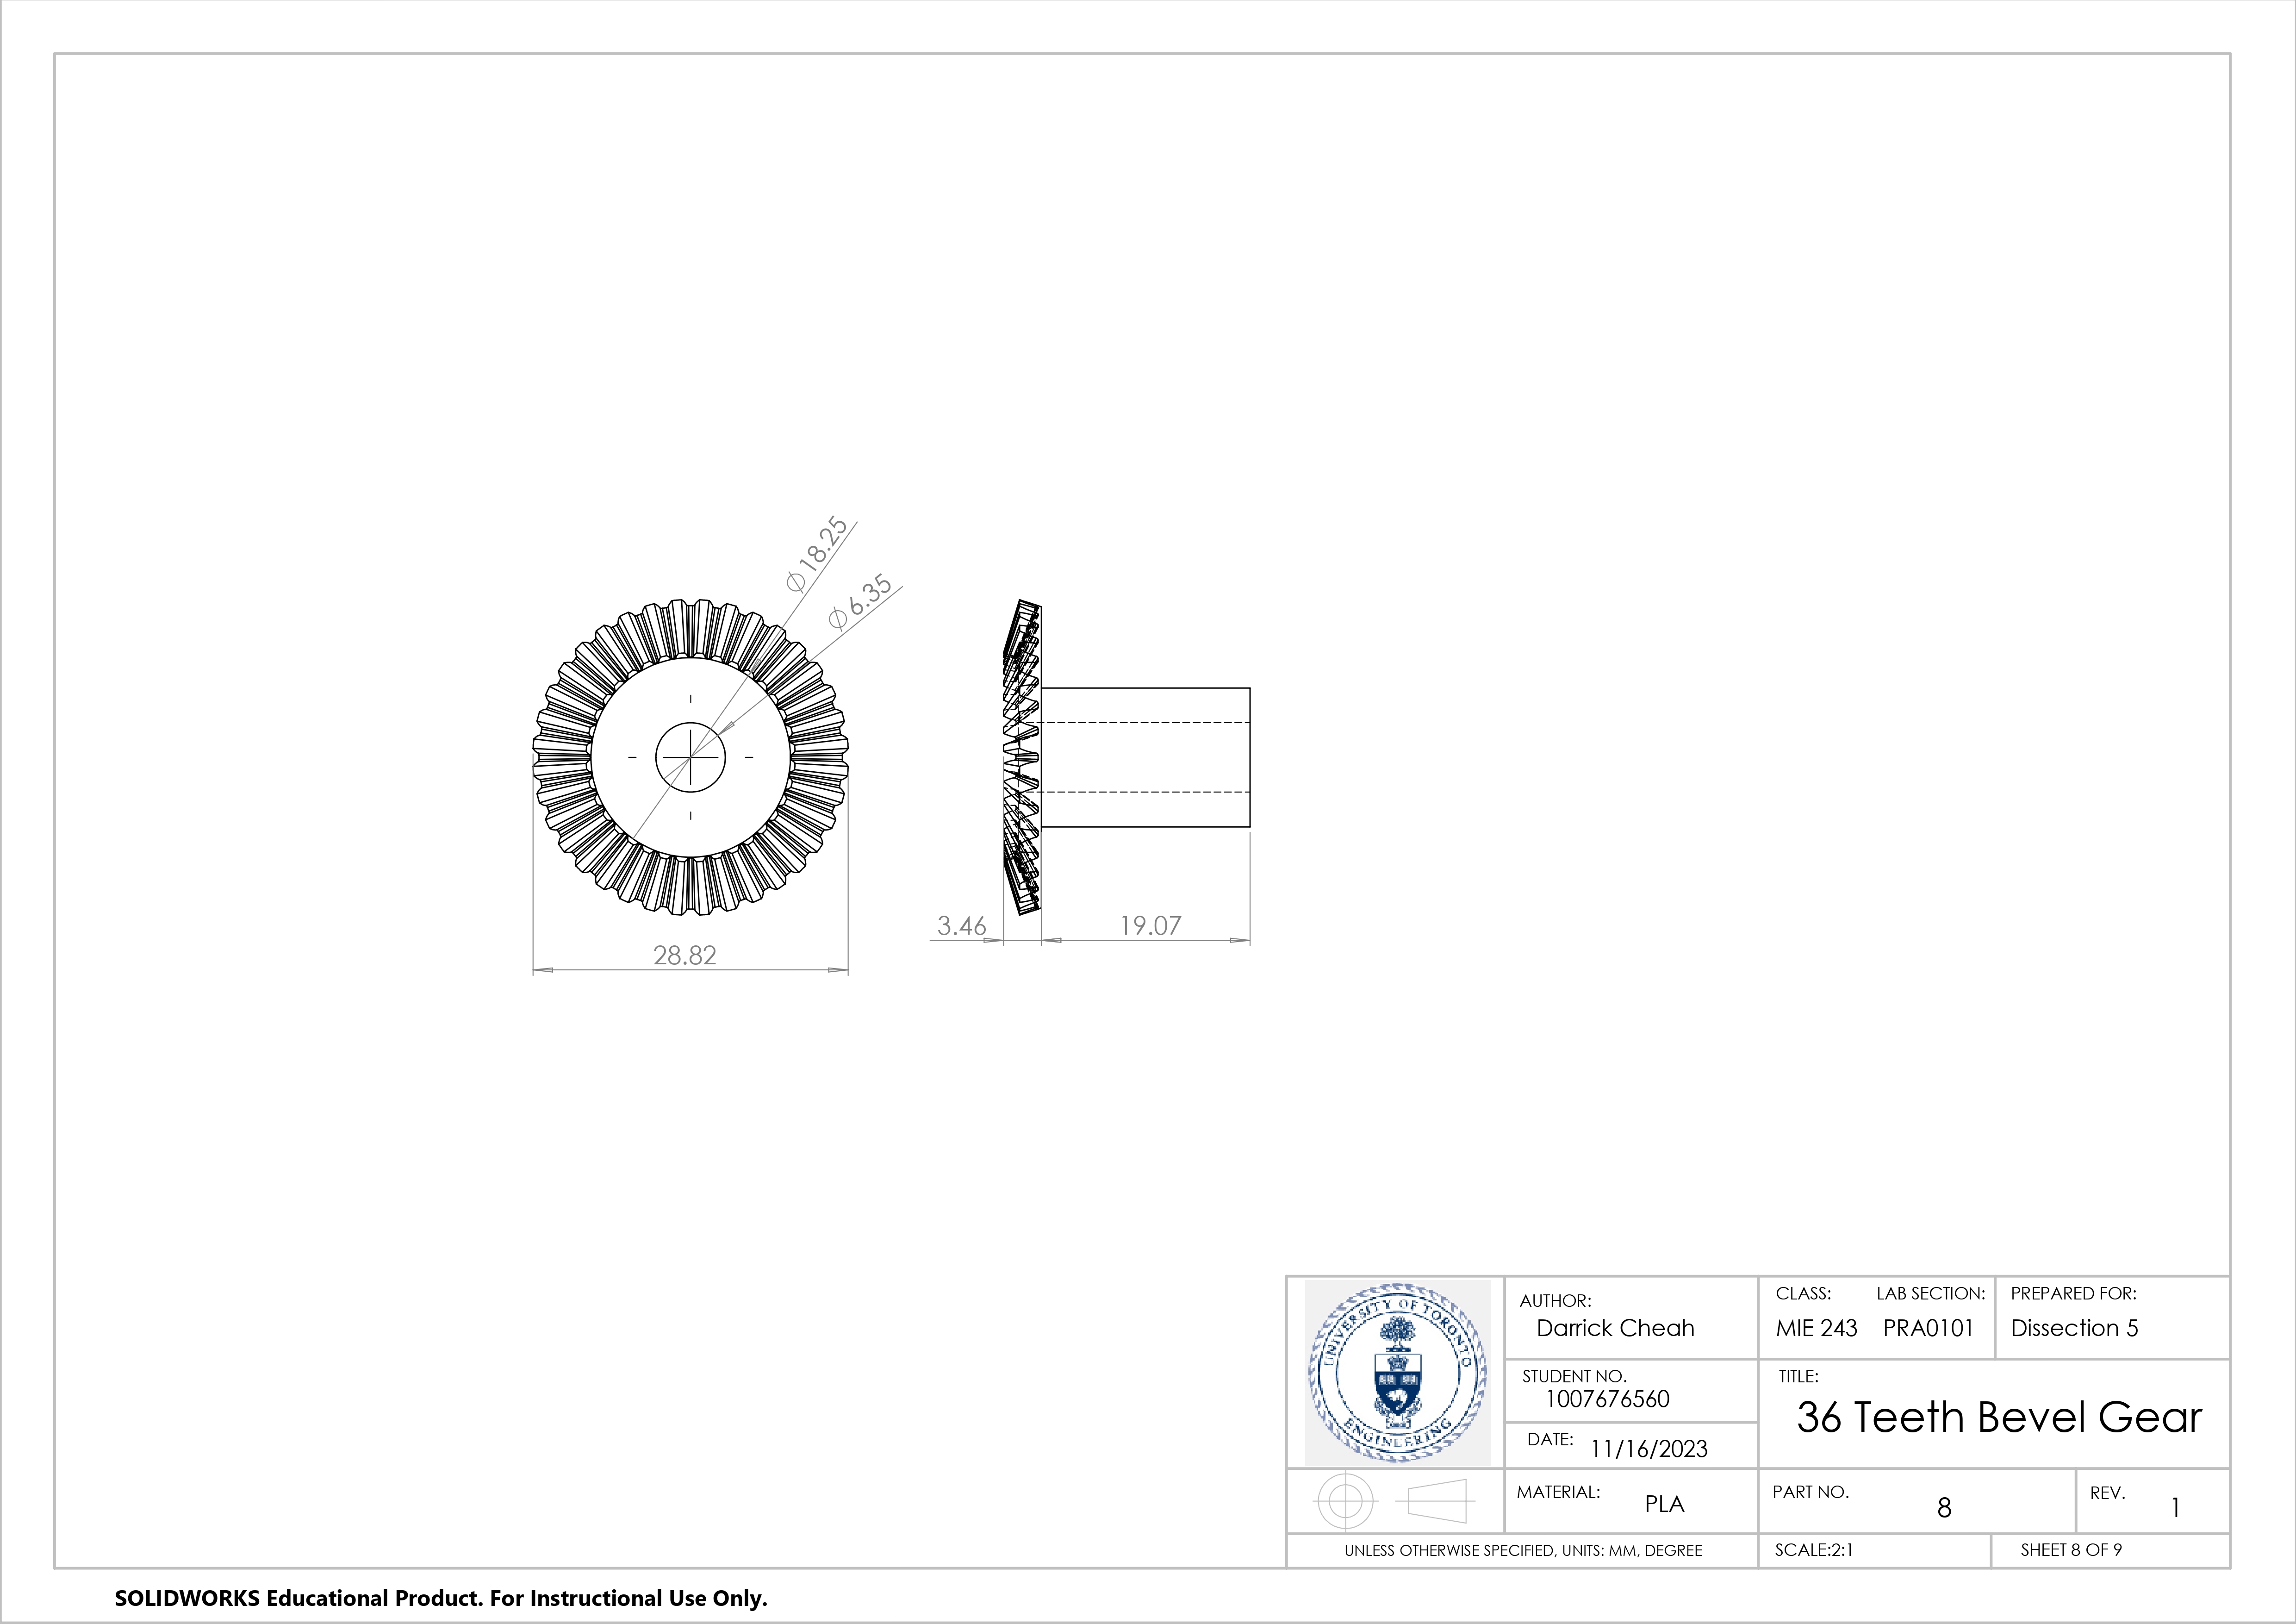 ⌀18.25
⌀6.35
28.82
3.46
19.07
UNIVERSITY OF TORONTO
ENGINEERING
AUTHOR:
Darrick Cheah
CLASS:
LAB SECTION:
MIE 243
PRA0101
PREPARED FOR:
Dissection 5
STUDENT NO.
1007676560
DATE:
11/16/2023
TITLE:
36 Teeth Bevel Gear
MATERIAL:
PLA
PART NO.
8
REV.
1
UNLESS OTHERWISE SPECIFIED, UNITS: MM, DEGREE
SCALE:2:1
SHEET 8 OF 9
SOLIDWORKS Educational Product. For Instructional Use Only.